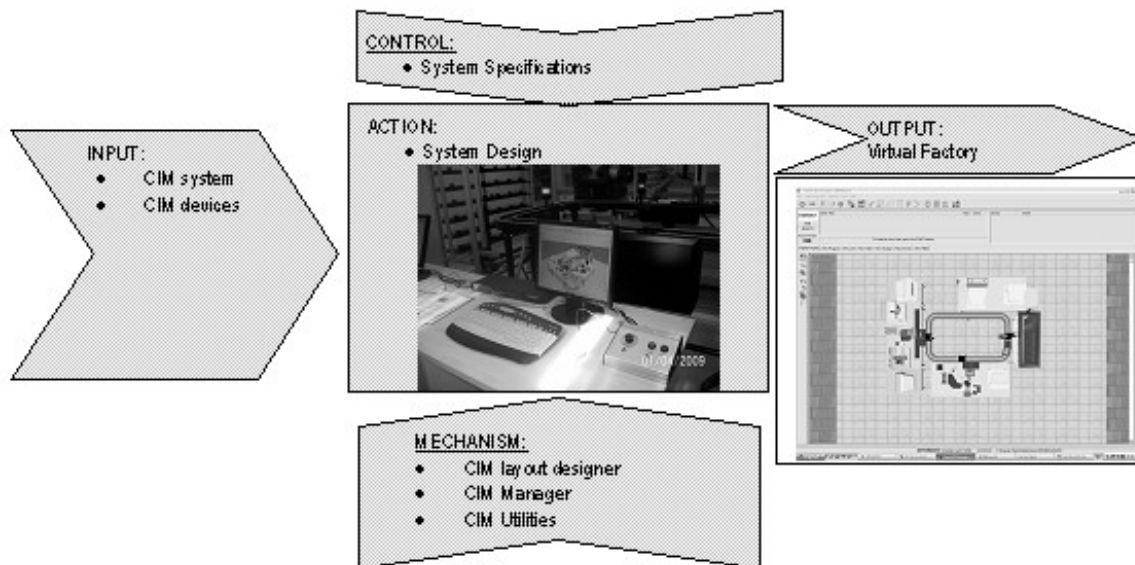 CONTROL:
• System Specifications
INPUT:
• CIM system
• CIM devices
ACTION:
• System Design
01/04/2009
OUTPUT:
Virtual Factory
MECHANISM:
• CIM layout designer
• CIM Manager
• CIM Utilities